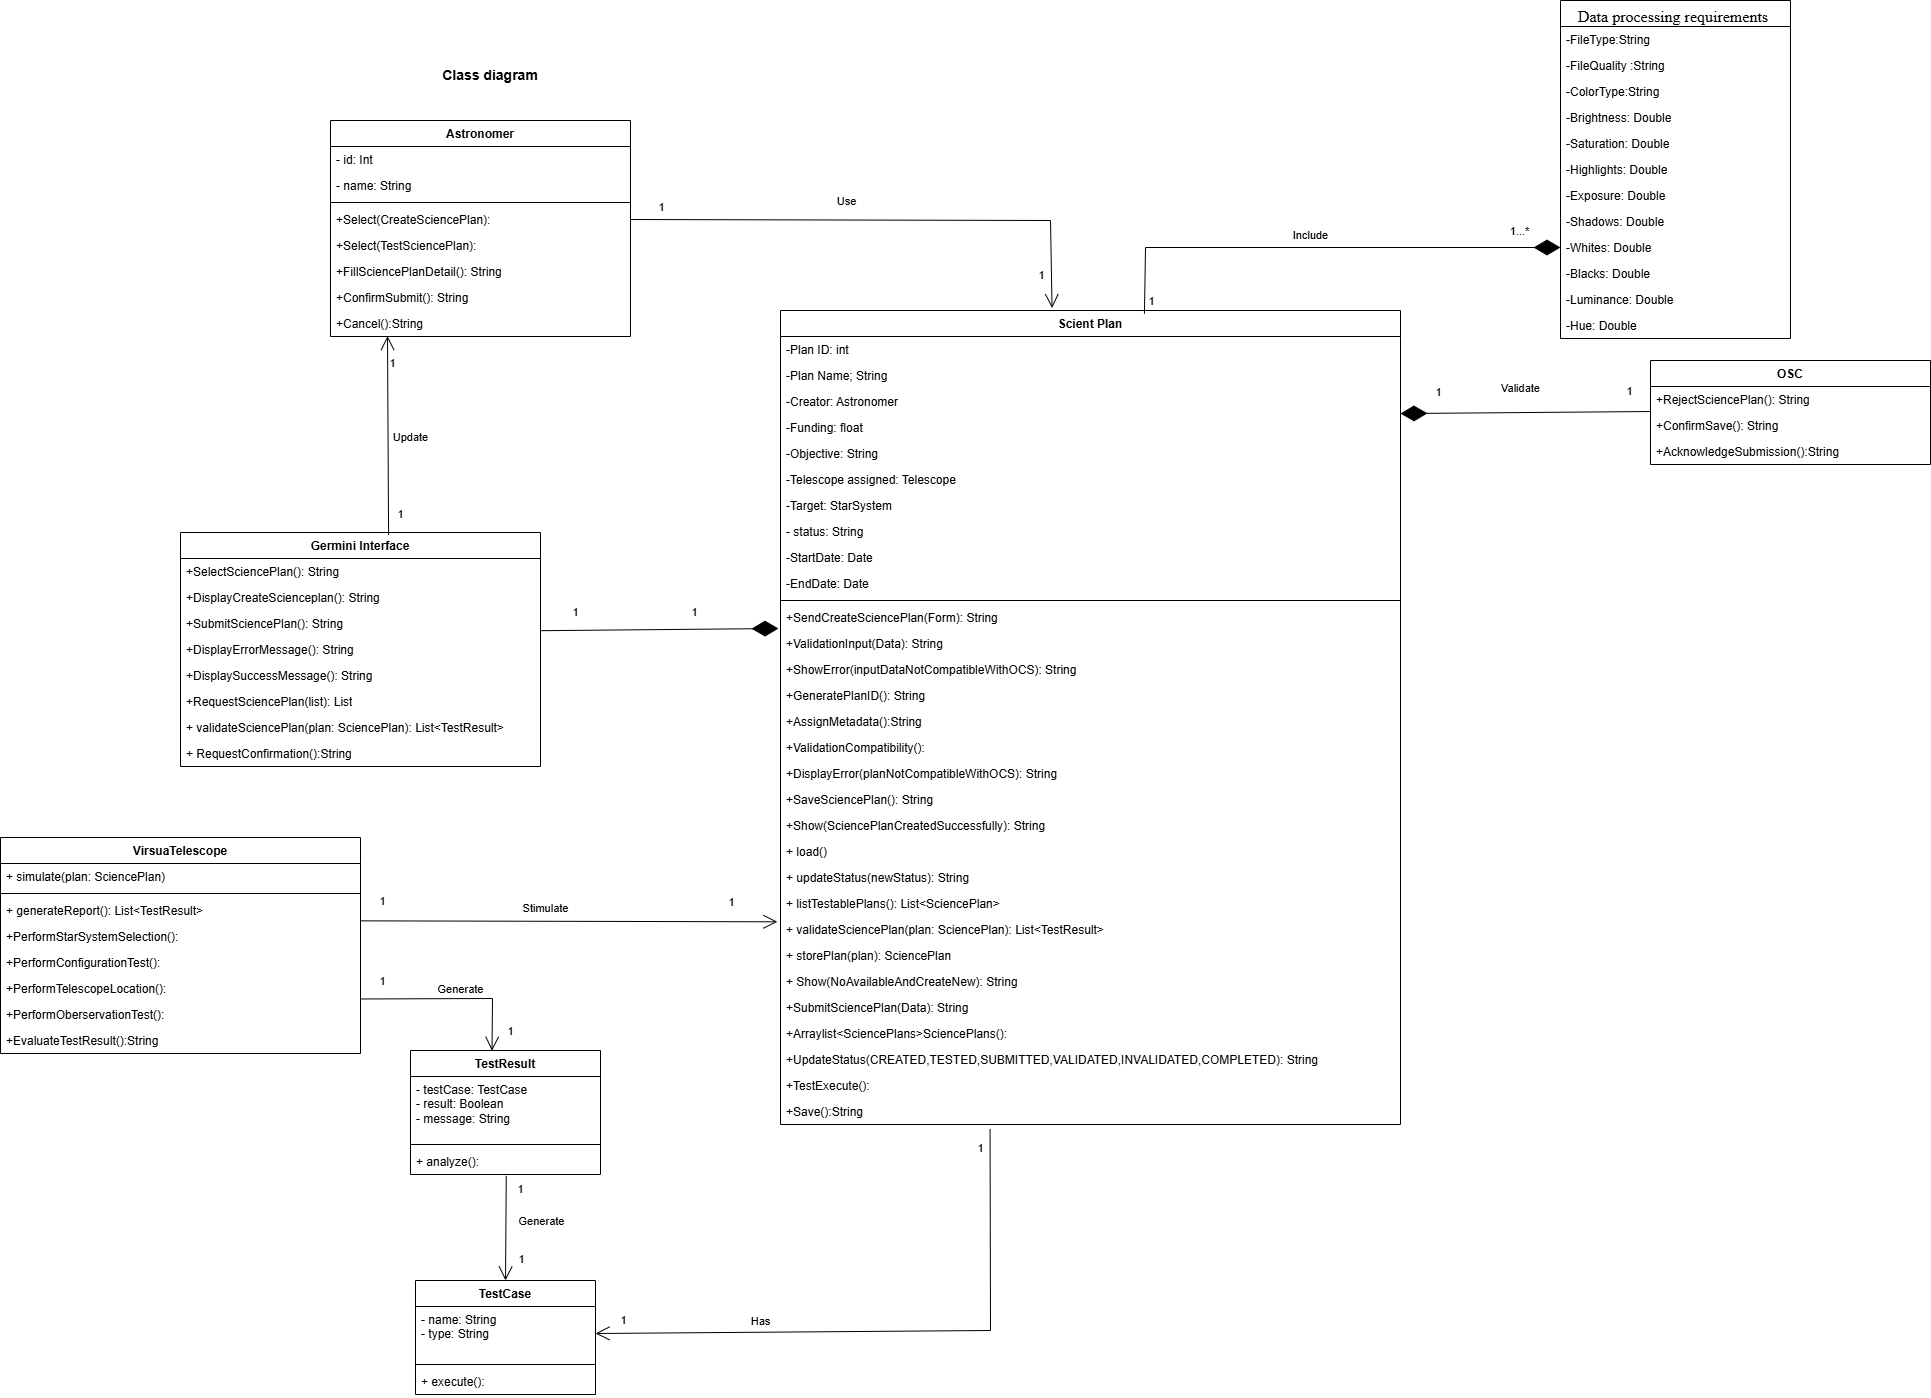 Class diagram
Data processing requirements
-FileType:String
-FileQuality :String
-ColorType:String
-Brightness: Double
-Saturation: Double
-Highlights: Double
-Exposure: Double
-Shadows: Double
-Whites: Double
-Blacks: Double
-Luminance: Double
-Hue: Double
Astronomer
- id: Int
- name: String
+Select(CreateSciencePlan):
+Select(TestSciencePlan):
+FillSciencePlanDetail(): String
+ConfirmSubmit(): String
+Cancel():String
1
Use
1
Include
1...*
1
Scient Plan
-Plan ID: int
-Plan Name; String
-Creator: Astronomer
-Funding: float
-Objective: String
-Telescope assigned: Telescope
-Target: StarSystem
- status: String
-StartDate: Date
-EndDate: Date
+SendCreateSciencePlan(Form): String
+ValidationInput(Data): String
+ShowError(inputDataNotCompatibleWithOCS): String
+GeneratePlanID(): String
+AssignMetadata():String
+ValidationCompatibility():
+DisplayError(planNotCompatibleWithOCS): String
+SaveSciencePlan(): String
+Show(SciencePlanCreatedSuccessfully): String
+ load()
+ updateStatus(newStatus): String
+ listTestablePlans(): List<SciencePlan>
+ validateSciencePlan(plan: SciencePlan): List<TestResult>
+ storePlan(plan): SciencePlan
+ Show(NoAvailableAndCreateNew): String
+SubmitSciencePlan(Data): String
+Arraylist<SciencePlans>SciencePlans():
+UpdateStatus(CREATED,TESTED,SUBMITTED,VALIDATED,INVALIDATED,COMPLETED): String
+TestExecute():
+Save():String
1
Validate
1
OSC
+RejectSciencePlan(): String
+ConfirmSave(): String
+AcknowledgeSubmission():String
1
Update
1
Germini Interface
+SelectSciencePlan(): String
+DisplayCreateScienceplan(): String
+SubmitSciencePlan(): String
+DisplayErrorMessage(): String
+DisplaySuccessMessage(): String
+RequestSciencePlan(list): List
+ validateSciencePlan(plan: SciencePlan): List<TestResult>
+ RequestConfirmation():String
1
1
VirsuaTelescope
+ simulate(plan: SciencePlan)
+ generateReport(): List<TestResult>
+PerformStarSystemSelection():
+PerformConfigurationTest():
+PerformTelescopeLocation():
+PerformOberservationTest():
+EvaluateTestResult():String
1
Stimulate
1
1
Generate
1
TestResult
- testCase: TestCase
- result: Boolean
- message: String
+ analyze():
1
Generate
1
TestCase
- name: String
- type: String
+ execute():
1
Has
1